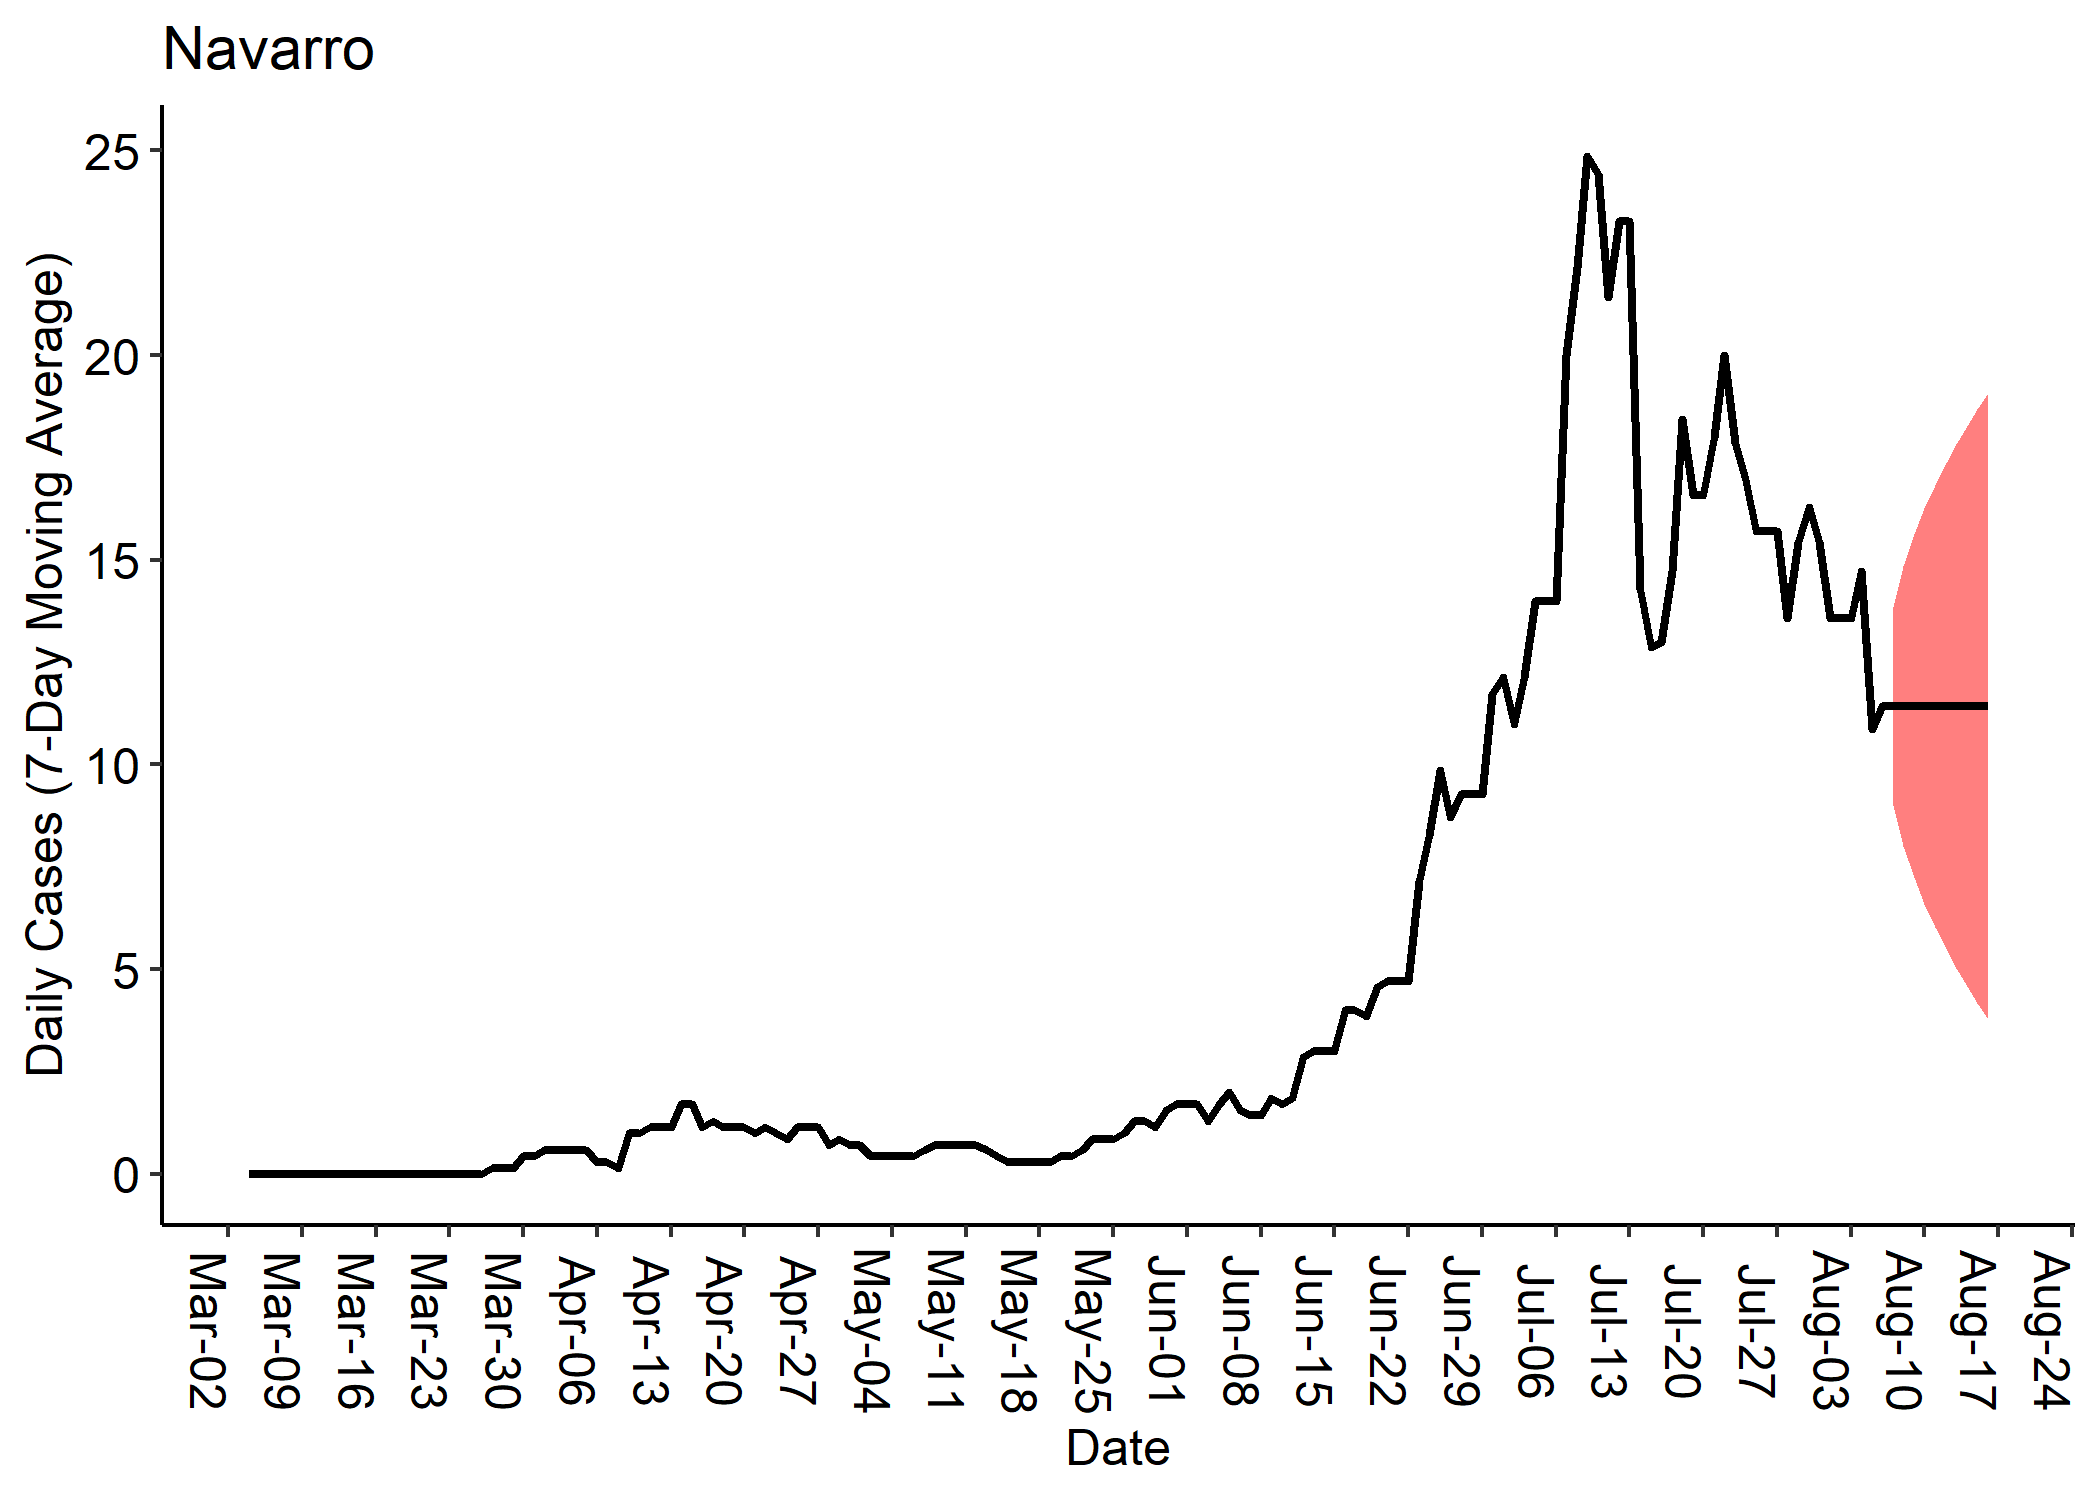 Navarro
Daily Cases (7-Day Moving Average)
25
20
15
10
5
0
Mar-02
Mar-09
Mar-16
Mar-23
Mar-30
Apr-06
Apr-13
Apr-20
Apr-27
May-04
May-11
May-18
May-25
Jun-01
Jun-08
Jun-15
Jun-22
Jun-29
Jul-06
Jul-13
Jul-20
Jul-27
Aug-03
Aug-10
Aug-17
Aug-24
Date